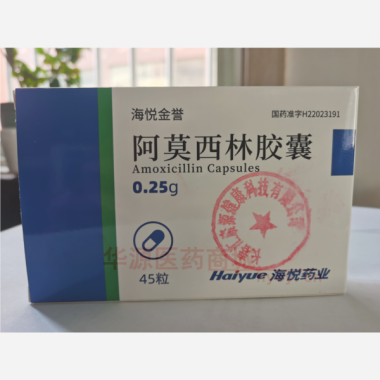 海悦金誉
国药准字H22023191
阿莫西林胶囊
Amoxicillin Capsules
0.25g
华源医药商
45粒
Haiyue 海悦药业